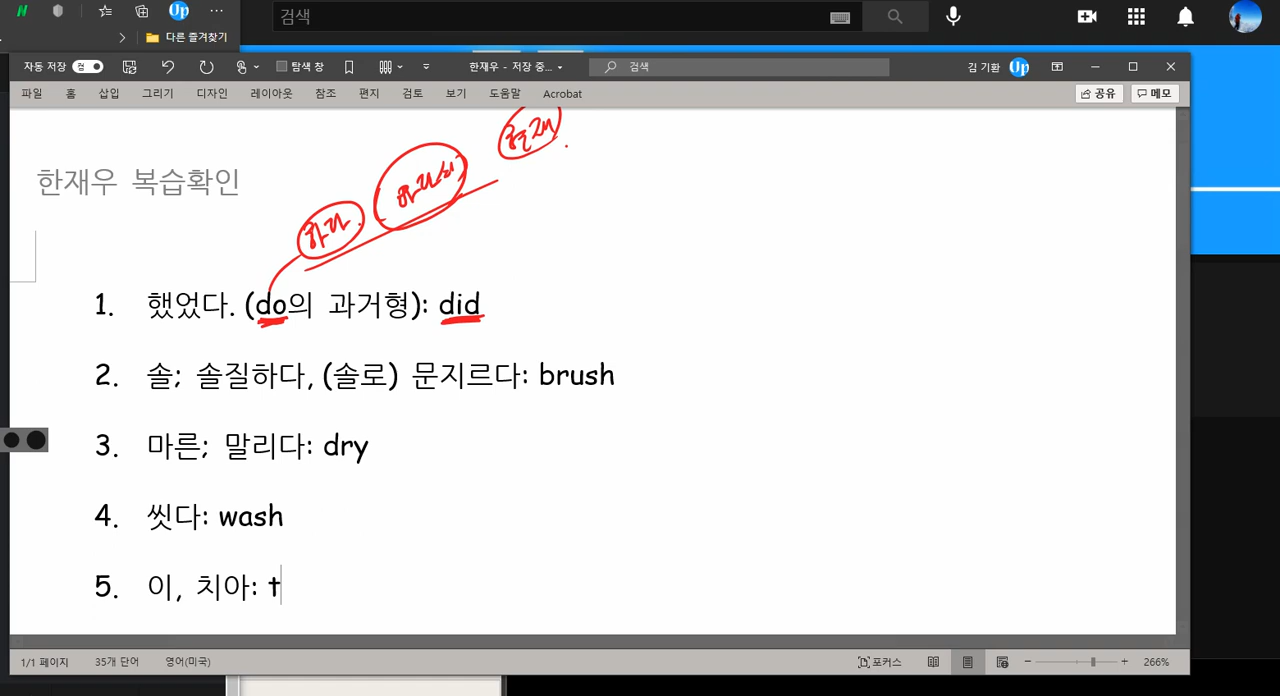 Up
검색
다른 즐겨찾기
자동 저장
탐색 창
한재우 - 저장 중...
검색
김 기환
Up
파일 홈 삽입 그리기 디자인 레이아웃 참조 편지 검토 보기 도움말 Acrobat
공유
메모
한재우 복습확인
1. 했었다. (do의 과거형): did
2. 솔; 솔질하다, (솔로) 문지르다: brush
3. 마른; 말리다: dry
4. 씻다: wash
5. 이, 치아: t
1/1 페이지 35개 단어 영어(미국)
포커스
266%